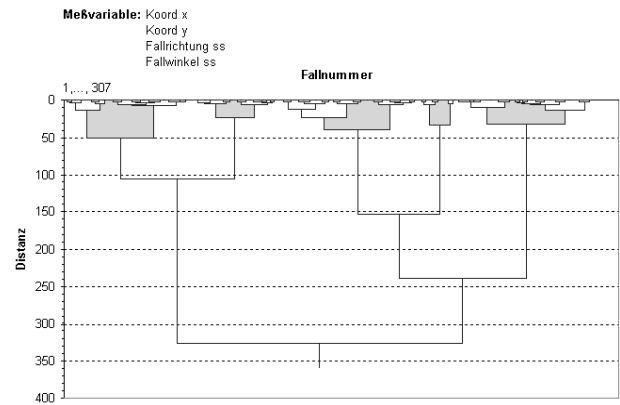 Meßvariable: Koord x
Koord y
Fallrichtung ss
Fallwinkel ss
Fallnummer
1,..., 307
0
50
100
150
200
250
300
350
400
Distanz